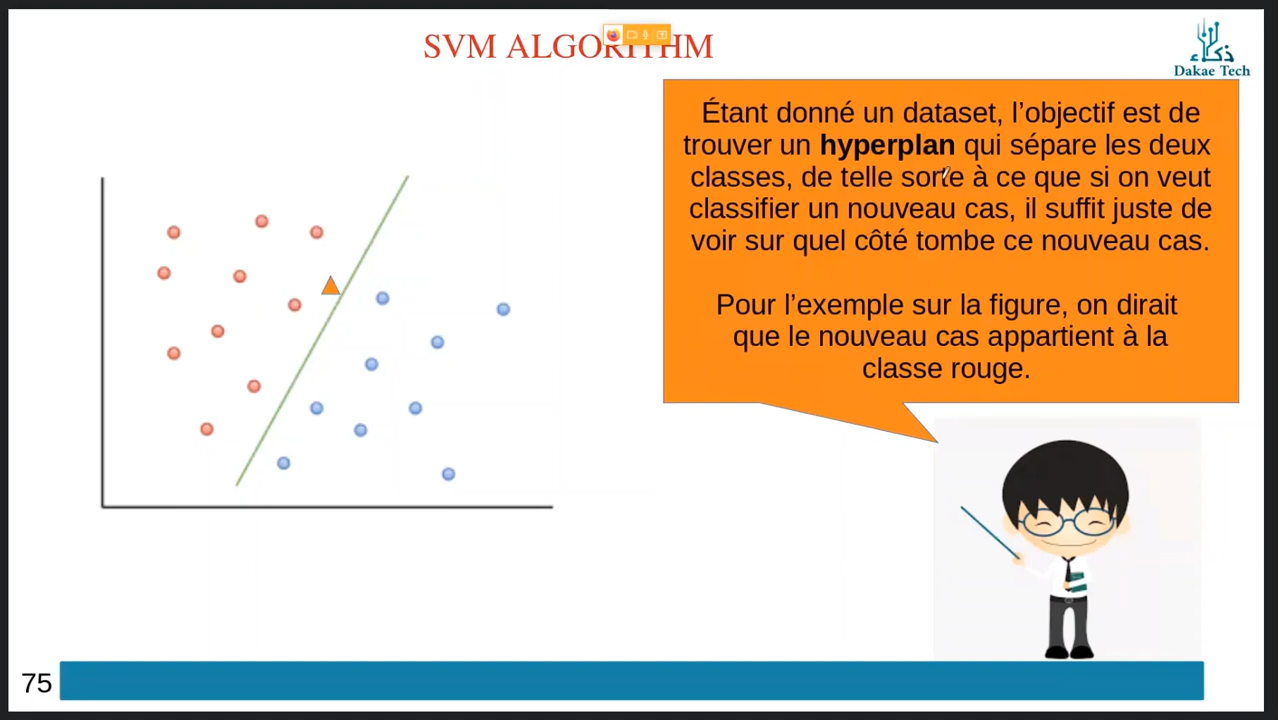 SVM ALGORITHM
ذكاء
Dakae Tech
Étant donné un dataset, l’objectif est de
trouver un hyperplan qui sépare les deux
classes, de telle sorte à ce que si on veut
classifier un nouveau cas, il suffit juste de
voir sur quel côté tombe ce nouveau cas.
Pour l’exemple sur la figure, on dirait
que le nouveau cas appartient à la
classe rouge.
75